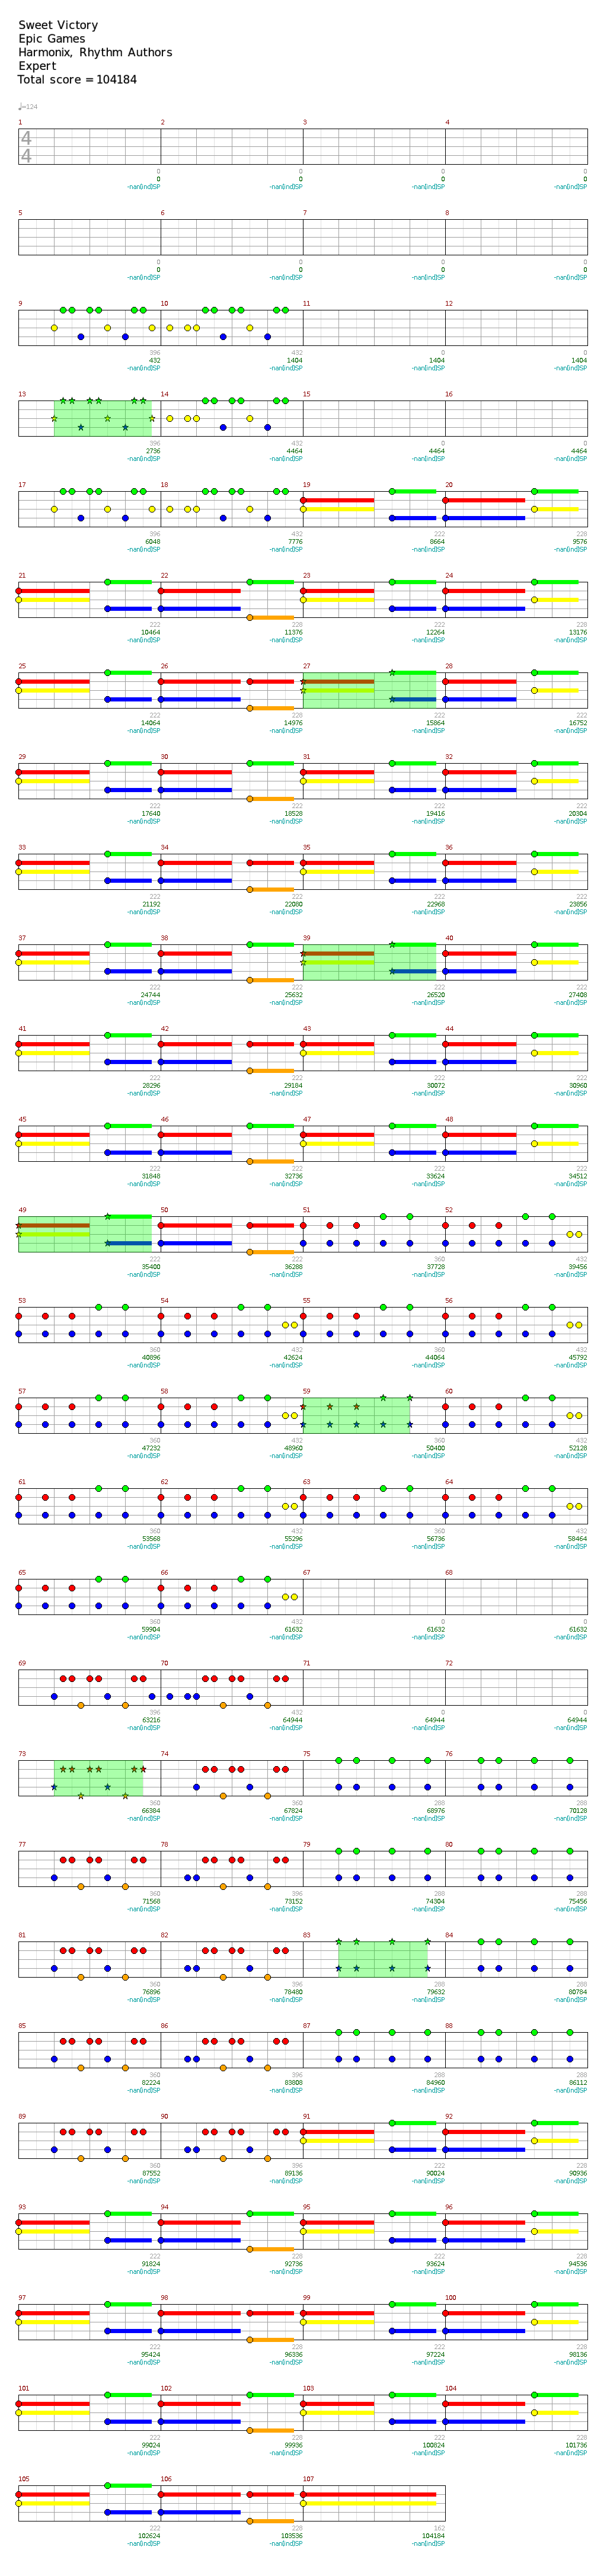 Sweet Victory
Epic Games
Harmonix, Rhythm Authors
Expert
Total score = 104184
♩=124
1 2 3 4
4
4
0 0 0 0
0 0 0 0
-nan(ind)SP -nan(ind)SP -nan(ind)SP -nan(ind)SP
5 6 7 8
0 0 0 0
0 0 0 0
-nan(ind)SP -nan(ind)SP -nan(ind)SP -nan(ind)SP
9 10 11 12
396 432 0 0
432 1404 1404 1404
-nan(ind)SP -nan(ind)SP -nan(ind)SP -nan(ind)SP
13 14 15 16
396 432 0 0
2736 4464 4464 4464
-nan(ind)SP -nan(ind)SP -nan(ind)SP -nan(ind)SP
17 18 19 20
396 432 222 228
6048 7776 8664 9576
-nan(ind)SP -nan(ind)SP -nan(ind)SP -nan(ind)SP
21 22 23 24
222 228 222 228
10464 11376 12264 13176
-nan(ind)SP -nan(ind)SP -nan(ind)SP -nan(ind)SP
25 26 27 28
222 228 222 222
14064 14976 15864 16752
-nan(ind)SP -nan(ind)SP -nan(ind)SP -nan(ind)SP
29 30 31 32
222 222 222 222
17640 18528 19416 20304
-nan(ind)SP -nan(ind)SP -nan(ind)SP -nan(ind)SP
33 34 35 36
222 222 222 222
21192 22080 22968 23856
-nan(ind)SP -nan(ind)SP -nan(ind)SP -nan(ind)SP
37 38 39 40
222 222 222 222
24744 25632 26520 27408
-nan(ind)SP -nan(ind)SP -nan(ind)SP -nan(ind)SP
41 42 43 44
222 222 222 222
28296 29184 30072 30960
-nan(ind)SP -nan(ind)SP -nan(ind)SP -nan(ind)SP
45 46 47 48
222 222 222 222
31848 32736 33624 34512
-nan(ind)SP -nan(ind)SP -nan(ind)SP -nan(ind)SP
49 50 51 52
222 222 360 432
35400 36288 37728 39456
-nan(ind)SP -nan(ind)SP -nan(ind)SP -nan(ind)SP
53 54 55 56
360 432 360 432
40896 42624 44064 45792
-nan(ind)SP -nan(ind)SP -nan(ind)SP -nan(ind)SP
57 58 59 60
360 432 360 432
47232 48960 50400 52128
-nan(ind)SP -nan(ind)SP -nan(ind)SP -nan(ind)SP
61 62 63 64
360 432 360 432
53568 55296 56736 58464
-nan(ind)SP -nan(ind)SP -nan(ind)SP -nan(ind)SP
65 66 67 68
360 432 0 0
59904 61632 61632 61632
-nan(ind)SP -nan(ind)SP -nan(ind)SP -nan(ind)SP
69 70 71 72
396 432 0 0
63216 64944 64944 64944
-nan(ind)SP -nan(ind)SP -nan(ind)SP -nan(ind)SP
73 74 75 76
360 360 288 288
66384 67824 68976 70128
-nan(ind)SP -nan(ind)SP -nan(ind)SP -nan(ind)SP
77 78 79 80
360 396 288 288
71568 73152 74304 75456
-nan(ind)SP -nan(ind)SP -nan(ind)SP -nan(ind)SP
81 82 83 84
360 396 288 288
76896 78480 79632 80784
-nan(ind)SP -nan(ind)SP -nan(ind)SP -nan(ind)SP
85 86 87 88
360 396 288 288
82224 83808 84960 86112
-nan(ind)SP -nan(ind)SP -nan(ind)SP -nan(ind)SP
89 90 91 92
360 396 222 228
87552 89136 90024 90936
-nan(ind)SP -nan(ind)SP -nan(ind)SP -nan(ind)SP
93 94 95 96
222 228 222 228
91824 92736 93624 94536
-nan(ind)SP -nan(ind)SP -nan(ind)SP -nan(ind)SP
97 98 99 100
222 228 222 228
95424 96336 97224 98136
-nan(ind)SP -nan(ind)SP -nan(ind)SP -nan(ind)SP
101 102 103 104
222 228 222 228
99024 99936 100824 101736
-nan(ind)SP -nan(ind)SP -nan(ind)SP -nan(ind)SP
105 106 107
222 228 162
102624 103536 104184
-nan(ind)SP -nan(ind)SP -nan(ind)SP